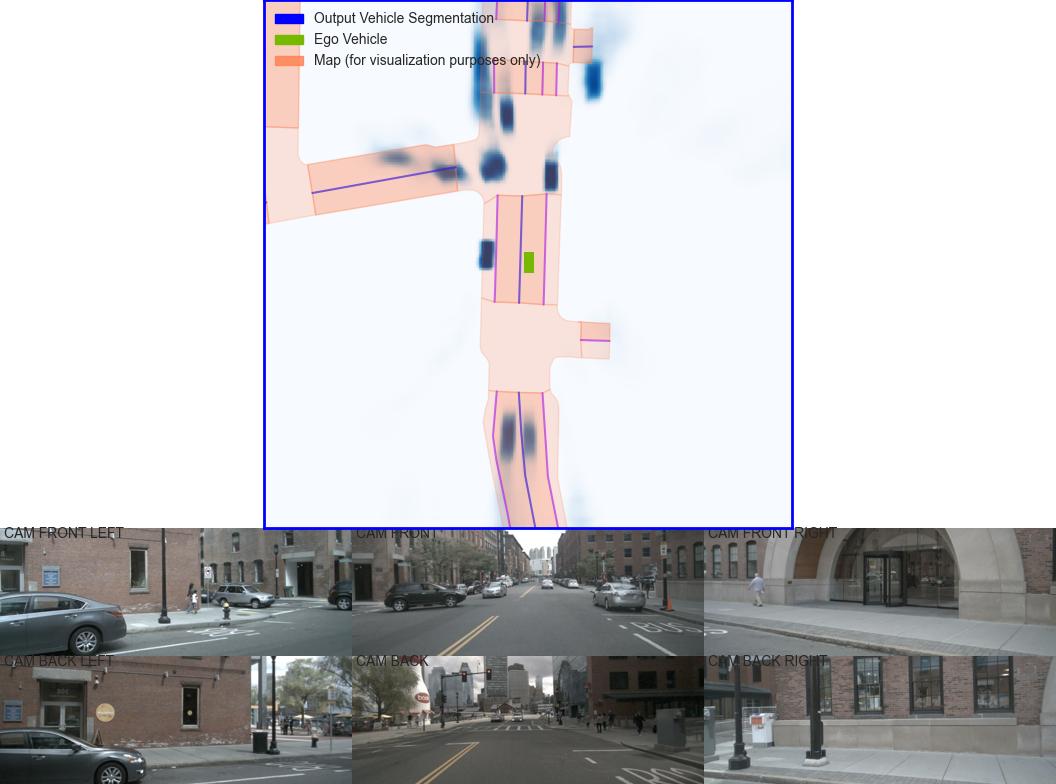 Output Vehicle Segmentation
Ego Vehicle
Map (for visualization purposes only)
CAM FRONT LEFT
CAM FRONT
CAM FRONT RIGHT
CAM BACK LEFT
CAM BACK
CAM BACK RIGHT